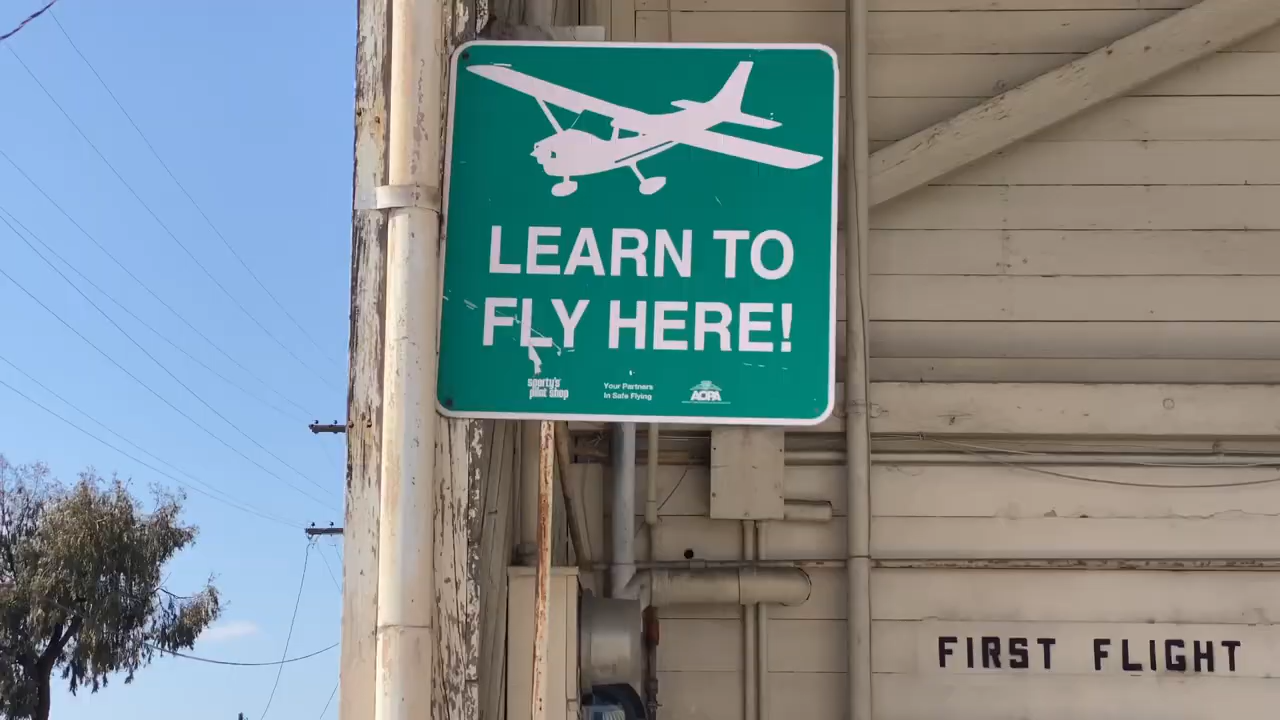 LEARN TO
FLY HERE!
sporty's
pilot shop
Your Partners
In Safe Flying
AOPA
FIRST FLIGHT